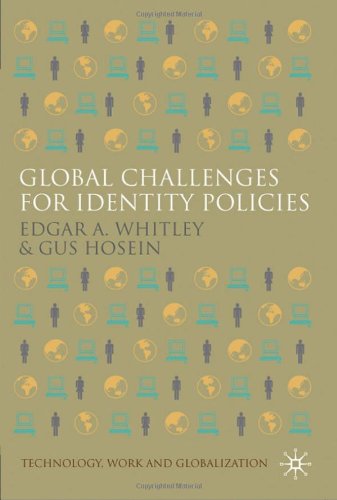 GLOBAL CHALLENGES
FOR IDENTITY POLICIES
EDGAR A. WHITLEY
& GUS HOSEIN
TECHNOLOGY, WORK AND GLOBALIZATION